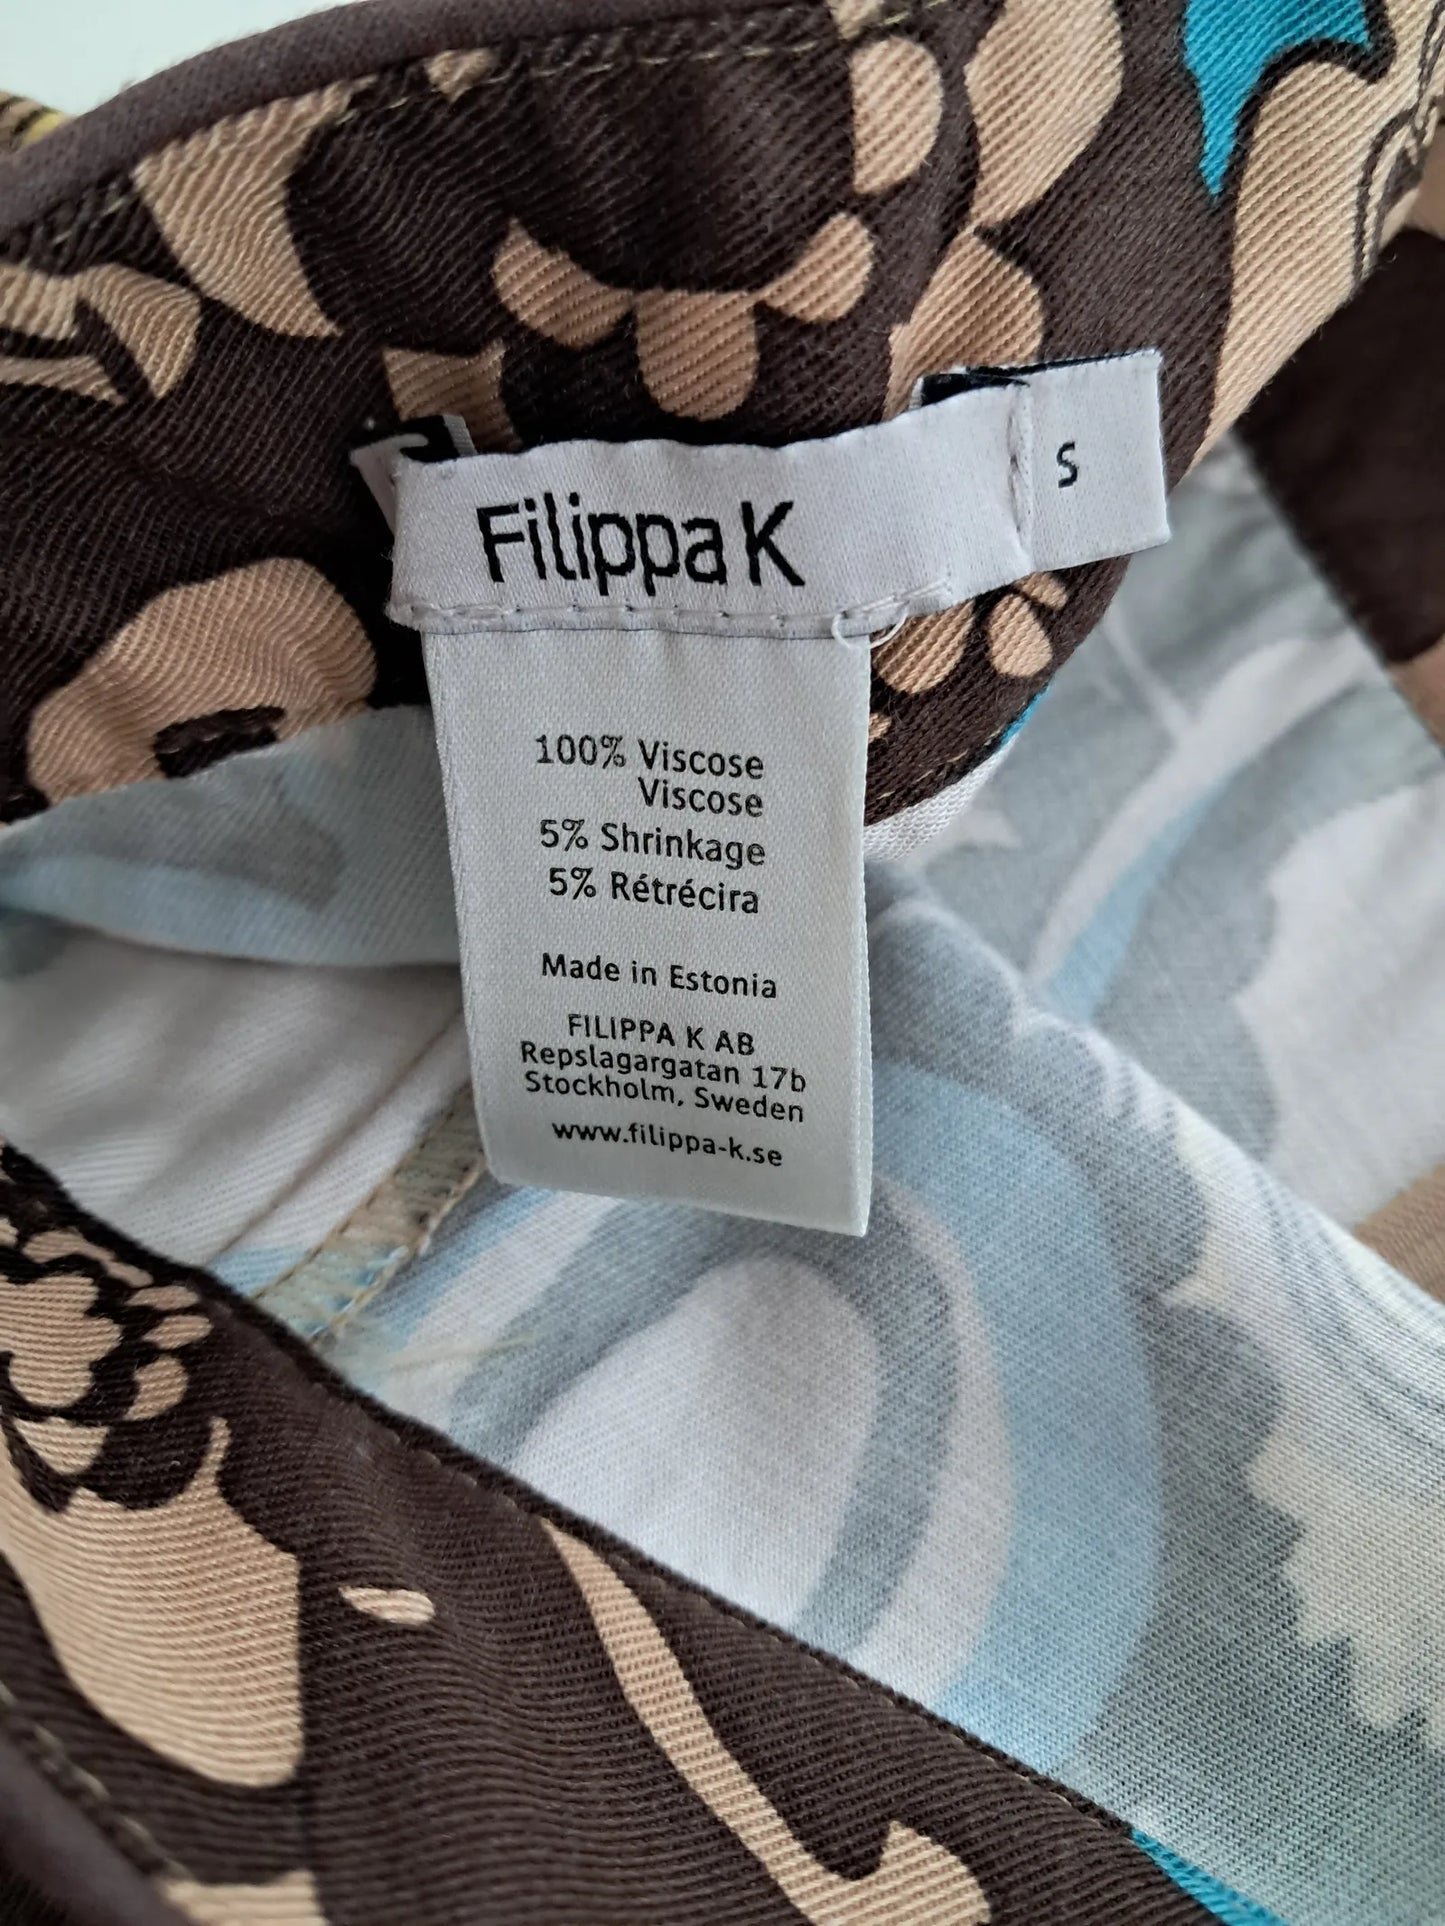 Filippa K
S
100% Viscose
Viscose
5% Shrinkage
5% Rétrécira
Made in Estonia
FILIPPA K AB
Repslagargatan 17b
Stockholm, Sweden
www.filippa-k.se